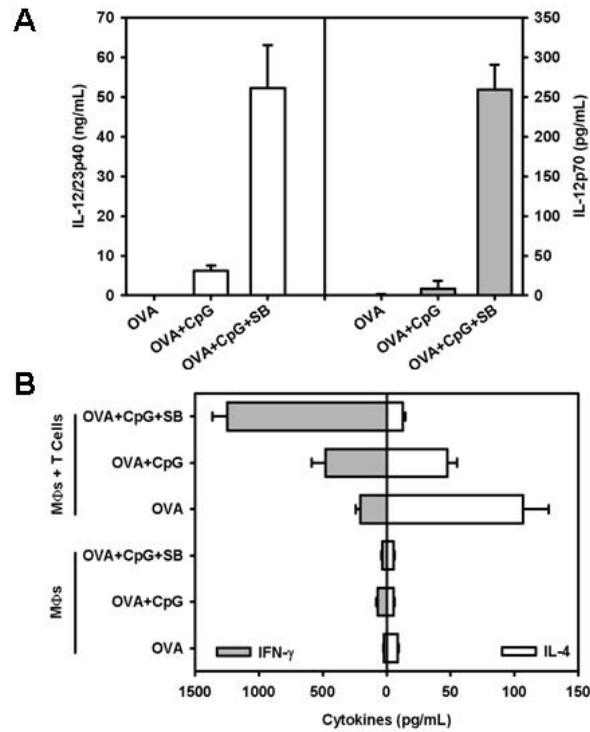 A
IL-12/23p40 (ng/mL)
70
60
50
40
30
20
10
0
350
300
250
200
150
100
50
0
IL-12p70 (pg/mL)
OVA
OVA+CpG
OVA+CpG+SB
OVA
OVA+CpG
OVA+CpG+SB
B
MΦs + T Cells
OVA+CpG+SB
OVA+CpG
OVA
MΦs
OVA+CpG+SB
OVA+CpG
OVA
IFN-γ
IL-4
1500 1000 500 0 50 100 150
Cytokines (pg/mL)